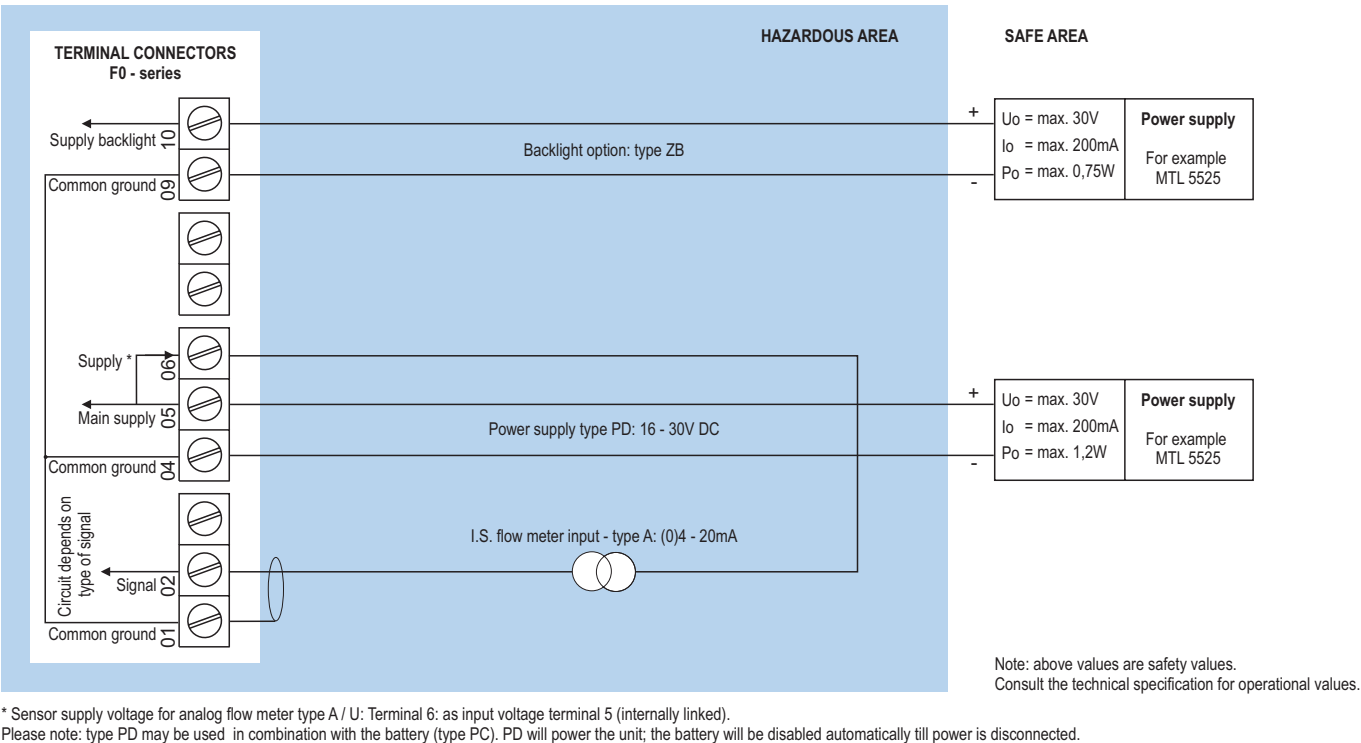 HAZARDOUS AREA
SAFE AREA
TERMINAL CONNECTORS
F0 - series
Supply backlight
10
Common ground
09
Backlight option: type ZB
+
-
Uo = max. 30V
Io = max. 200mA
Po = max. 0,75W
Power supply
For example
MTL 5525
Supply *
06
Main supply
05
Common ground
04
Power supply type PD: 16 - 30V DC
+
-
Uo = max. 30V
Io = max. 200mA
Po = max. 1,2W
Power supply
For example
MTL 5525
Circuit depends on
type of signal
I.S. flow meter input - type A: (0)4 - 20mA
Signal
02
Common ground
01
Note: above values are safety values.
Consult the technical specification for operational values.
* Sensor supply voltage for analog flow meter type A / U: Terminal 6: as input voltage terminal 5 (internally linked).
Please note: type PD may be used in combination with the battery (type PC). PD will power the unit; the battery will be disabled automatically till power is disconnected.